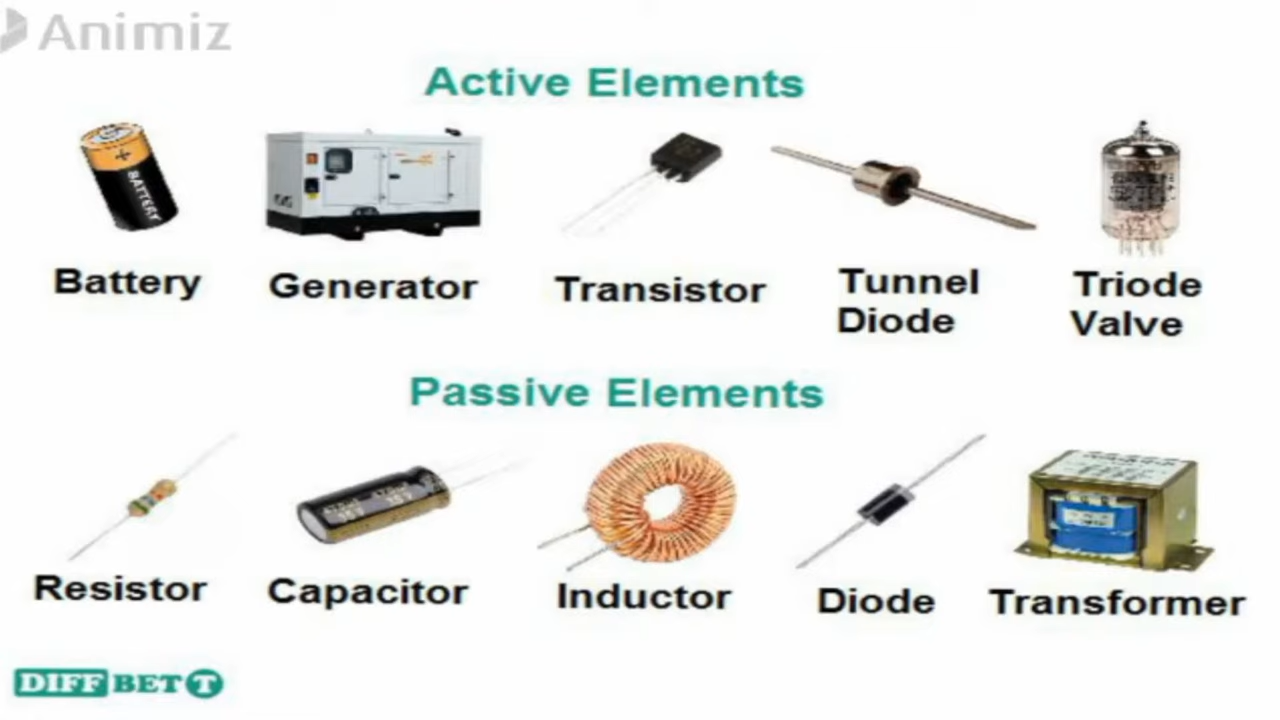 Animiz
Active Elements
BATTERY
Battery
Generator
Transistor
Tunnel
Diode
Triode
Valve
Passive Elements
Resistor
Capacitor
Inductor
Diode
Transformer
DIFF BET T